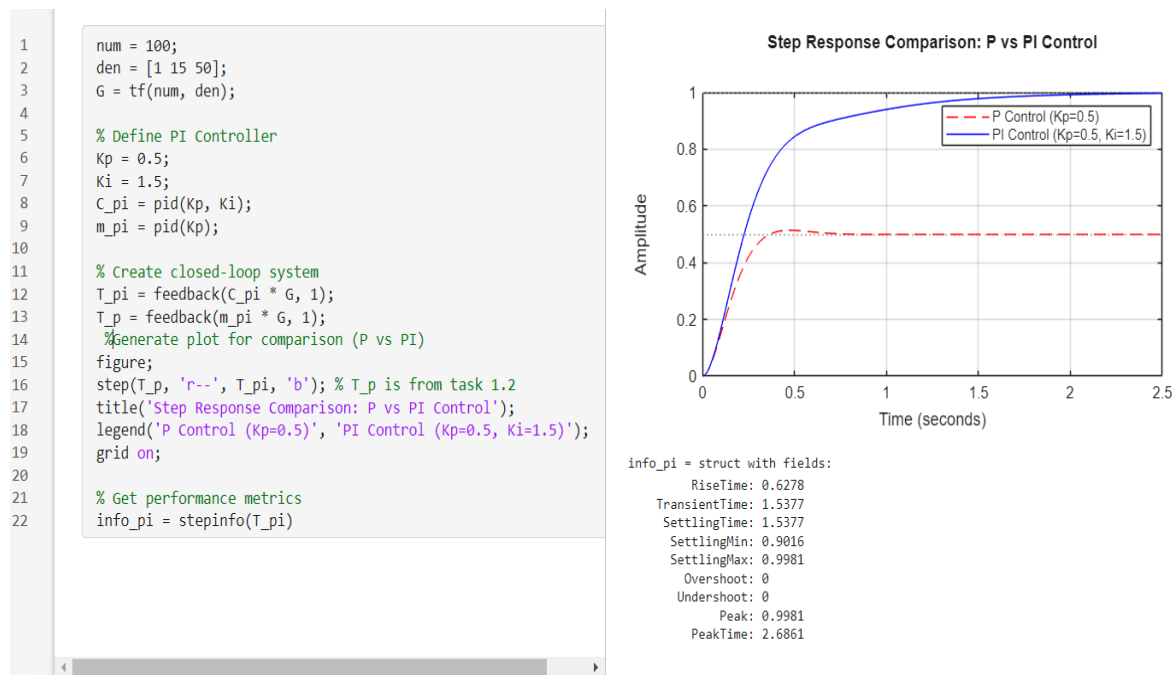 1 num = 100;
2 den = [1 15 50];
3 G = tf(num, den);
4
5 % Define PI Controller
6 Kp = 0.5;
7 Ki = 1.5;
8 C_pi = pid(Kp, Ki);
9 m_pi = pid(Kp);
10
11 % Create closed-loop system
12 T_pi = feedback(C_pi * G, 1);
13 T_p = feedback(m_pi * G, 1);
14 %Generate plot for comparison (P vs PI)
15 figure;
16 step(T_p, 'r--', T_pi, 'b'); % T_p is from task 1.2
17 title('Step Response Comparison: P vs PI Control');
18 legend('P Control (Kp=0.5)', 'PI Control (Kp=0.5, Ki=1.5)');
19 grid on;
20
21 % Get performance metrics
22 info_pi = stepinfo(T_pi)
Step Response Comparison: P vs PI Control
1
0.8
0.6
0.4
0.2
0
Amplitude
P Control (Kp=0.5)
PI Control (Kp=0.5, Ki=1.5)
0 0.5 1 1.5 2 2.5
Time (seconds)
info_pi = struct with fields:
RiseTime: 0.6278
TransientTime: 1.5377
SettlingTime: 1.5377
SettlingMin: 0.9016
SettlingMax: 0.9981
Overshoot: 0
Undershoot: 0
Peak: 0.9981
PeakTime: 2.6861